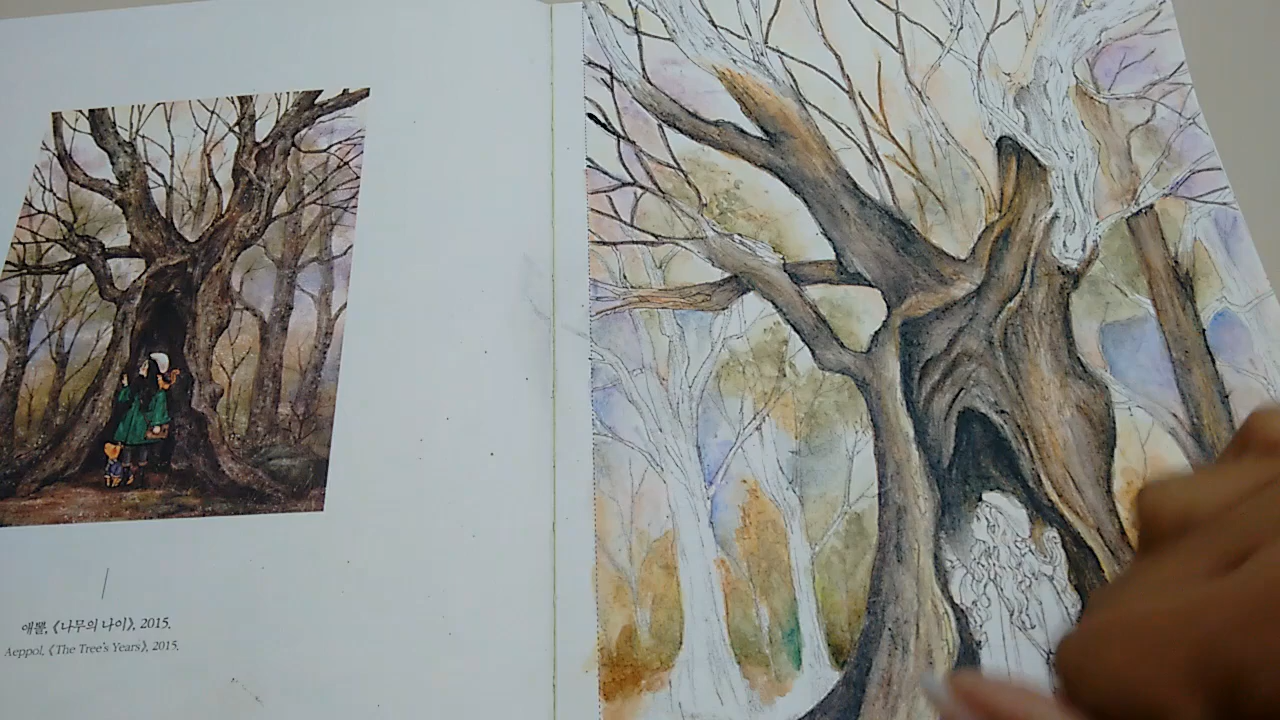 애뽈, 《나무의 나이》, 2015.
Aeppol, 《The Tree's Years》, 2015.